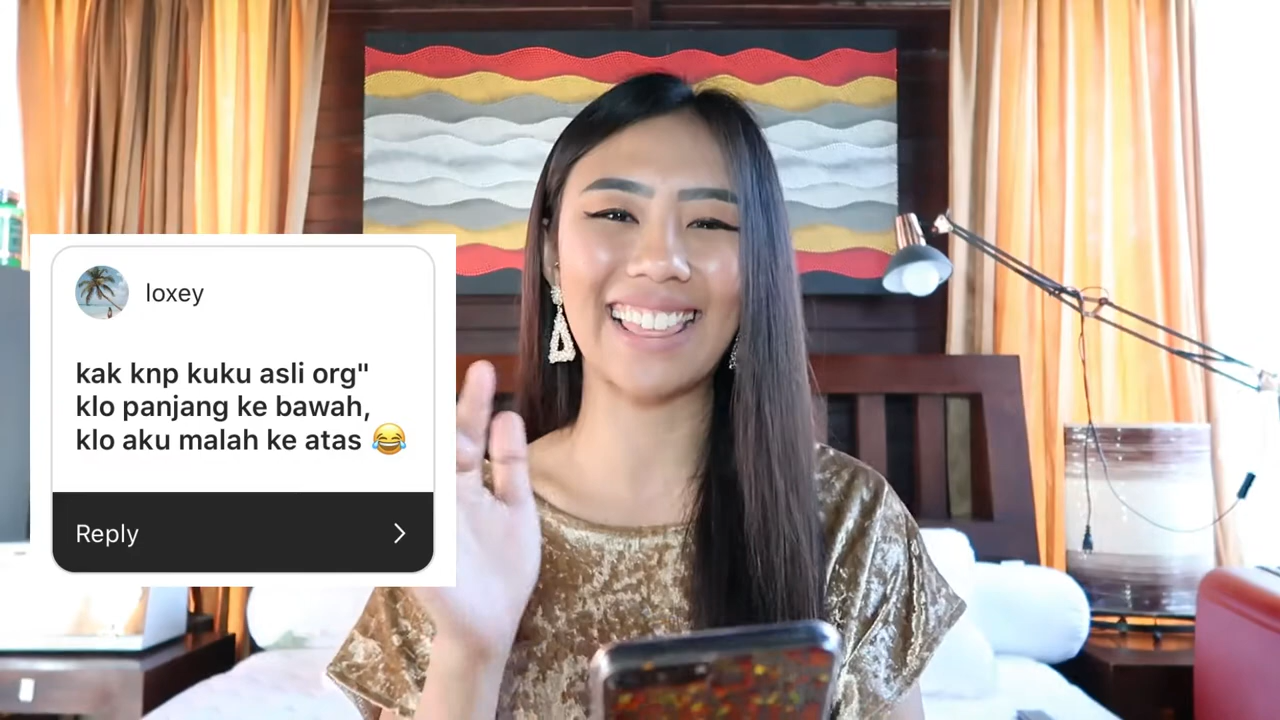 loxey
kak knp kuku asli org"
klo panjang ke bawah,
klo aku malah ke atas 😂
Reply